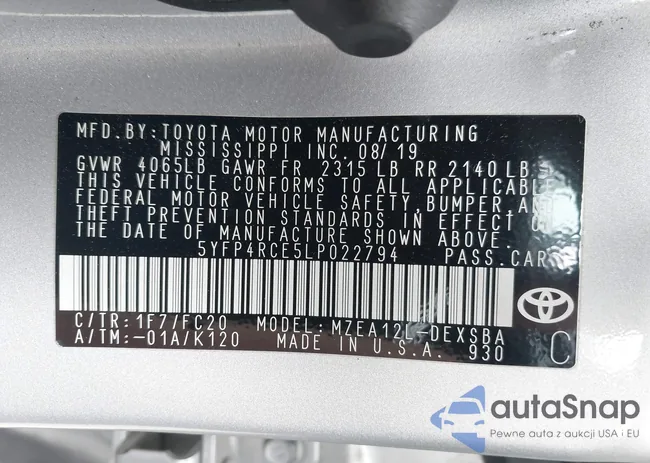 MFD.BY:TOYOTA MOTOR MANUFACTURING
MISSISSIPPI INC. 08/19
GVWR 4065LB GAWR FR 2315 LB RR 2140 LB
THIS VEHICLE CONFORMS TO ALL APPLICABLE
FEDERAL MOTOR VEHICLE SAFETY, BUMPER, AND
THEFT PREVENTION STANDARDS IN EFFECT ON
THE DATE OF MANUFACTURE SHOWN ABOVE.
5YFP4RCE5LP022794 PASS.CAR
C/TR:1F7/FC20 MODEL:MZEA12L-DEXSBA
A/TM:-01A/K120 MADE IN U.S.A. 930 C
autaSnap
Pewne auta z aukcji USA i EU